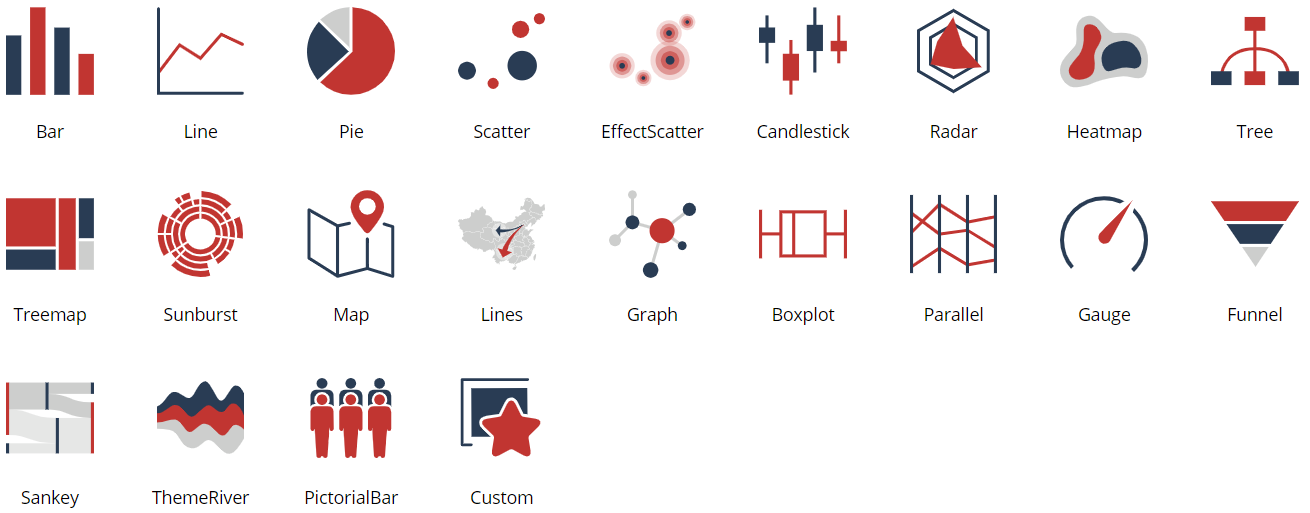 Bar
Line
Pie
Scatter
EffectScatter
Candlestick
Radar
Heatmap
Tree
Treemap
Sunburst
Map
Lines
Graph
Boxplot
Parallel
Gauge
Funnel
Sankey
ThemeRiver
PictorialBar
Custom